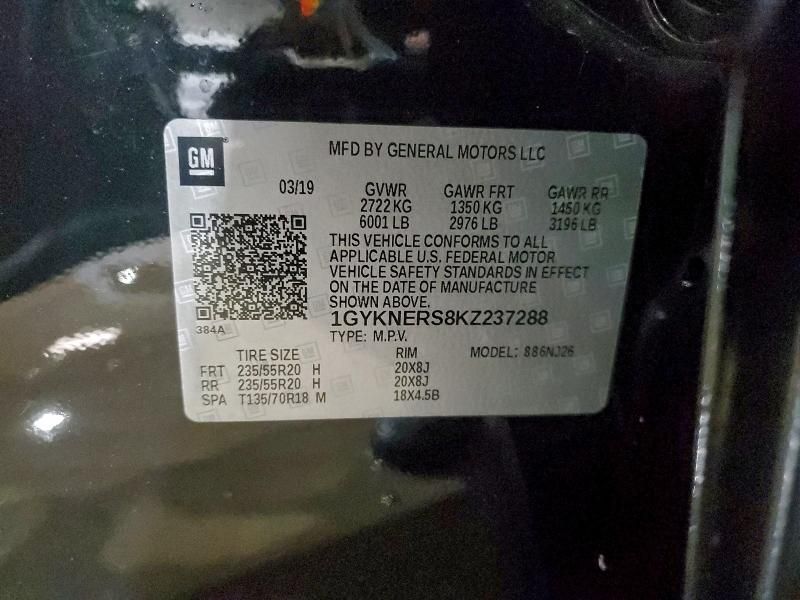 GM
MFD BY GENERAL MOTORS LLC
03/19 GVWR GAWR FRT GAWR RR
2722 KG 1350 KG 1450 KG
6001 LB 2976 LB 3196 LB
THIS VEHICLE CONFORMS TO ALL
APPLICABLE U.S. FEDERAL MOTOR
VEHICLE SAFETY STANDARDS IN EFFECT
ON THE DATE OF MANUFACTURE
SHOWN ABOVE.
384A
1GYKNERS8KZ237288
TYPE: M.P.V.
TIRE SIZE RIM MODEL: 886NJ26
FRT 235/55R20 H 20X8J
RR 235/55R20 H 20X8J
SPA T135/70R18 M 18X4.5B